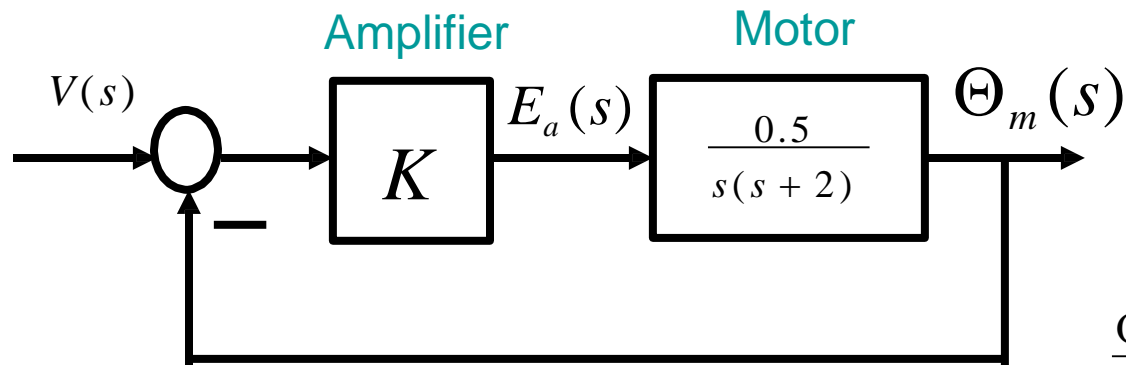 Amplifier Motor
V(s) E_a(s) Θ_m(s)
K 0.5
s(s + 2)
−